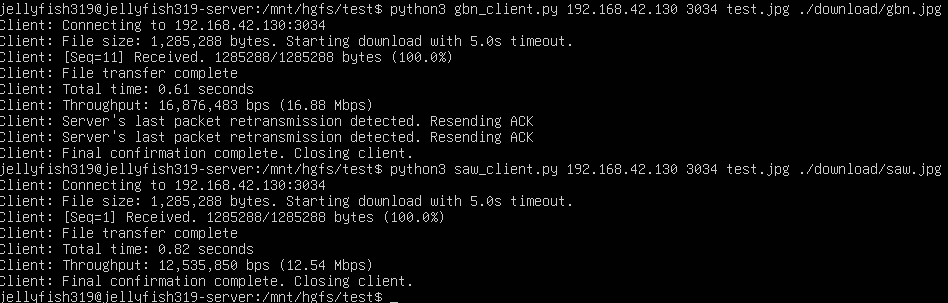 jellyfish319@jellyfish319-server:/mnt/hgfs/test$ python3 gbn_client.py 192.168.42.130 3034 test.jpg ./download/gbn.jpg
Client: Connecting to 192.168.42.130:3034
Client: File size: 1,285,288 bytes. Starting download with 5.0s timeout.
Client: [Seq=11] Received. 1285288/1285288 bytes (100.0%)
Client: File transfer complete
Client: Total time: 0.61 seconds
Client: Throughput: 16,876,483 bps (16.88 Mbps)
Client: Server's last packet retransmission detected. Resending ACK
Client: Server's last packet retransmission detected. Resending ACK
Client: Final confirmation complete. Closing client.
jellyfish319@jellyfish319-server:/mnt/hgfs/test$ python3 saw_client.py 192.168.42.130 3034 test.jpg ./download/saw.jpg
Client: Connecting to 192.168.42.130:3034
Client: File size: 1,285,288 bytes. Starting download with 5.0s timeout.
Client: [Seq=1] Received. 1285288/1285288 bytes (100.0%)
Client: File transfer complete
Client: Total time: 0.82 seconds
Client: Throughput: 12,535,850 bps (12.54 Mbps)
Client: Final confirmation complete. Closing client.
jellyfish319@jellyfish319-server:/mnt/hgfs/test$ _